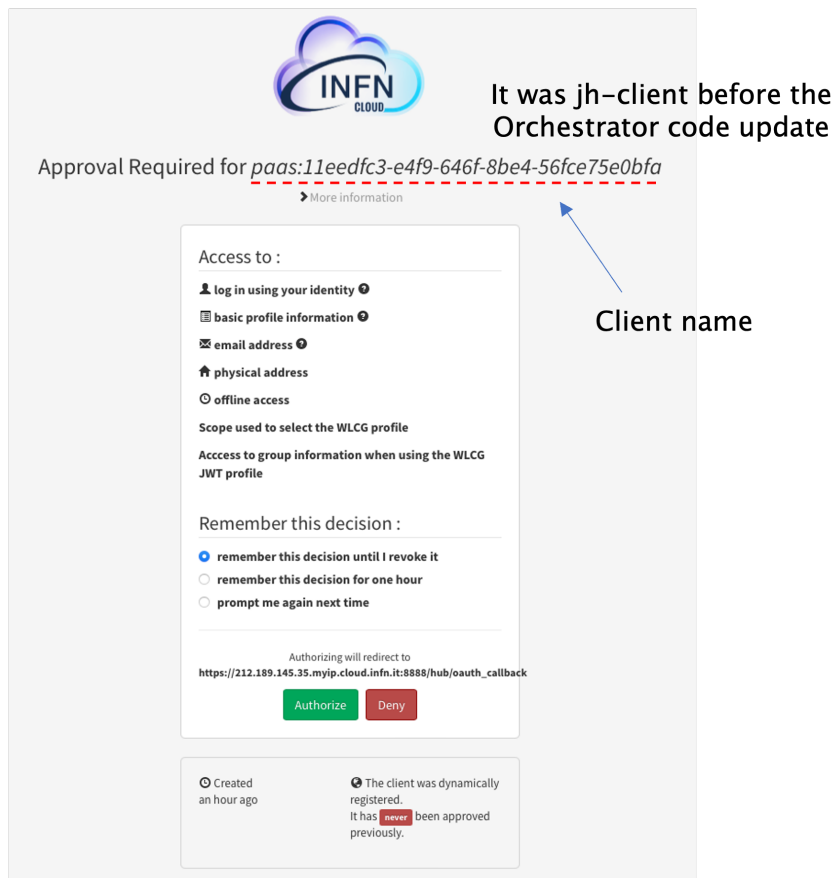 INFN
CLOUD
It was jh-client before the
Orchestrator code update
Approval Required for paas:11eedfc3-e4f9-646f-8be4-56fce75e0bfa
More information
Client name
Access to :
log in using your identity
basic profile information
email address
physical address
offline access
Scope used to select the WLCG profile
Acccess to group information when using the WLCG
JWT profile
Remember this decision :
remember this decision until I revoke it
remember this decision for one hour
prompt me again next time
Authorizing will redirect to
https://212.189.145.35.myip.cloud.infn.it:8888/hub/oauth_callback
Authorize Deny
Created
an hour ago
The client was dynamically
registered.
It has never been approved
previously.